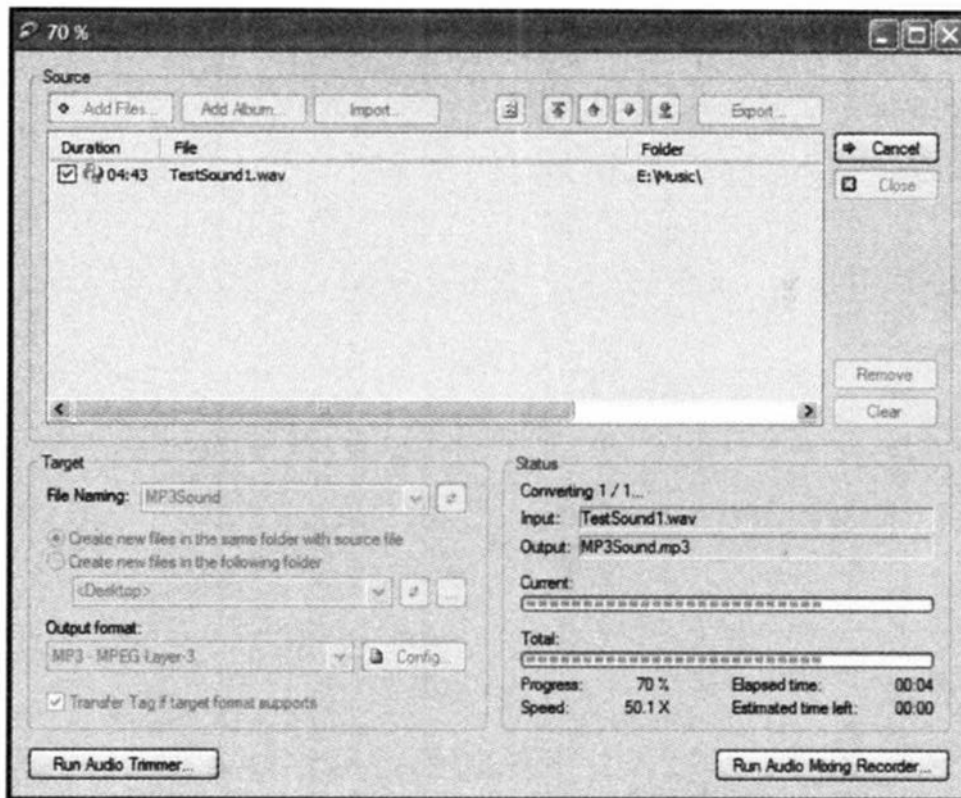 70 %
Source
Add Files...
Add Album...
Import...
Export...
Duration File Folder
Cancel
04:43 TestSound1.wav E:\Music\
Close
Remove
Clear
Target
File Naming: MP3Sound
Create new files in the same folder with source file
Create new files in the following folder
<Desktop>
...
Output format:
MP3 - MPEG Layer-3
Config...
Transfer Tag if target format supports
Status
Converting 1 / 1...
Input: TestSound1.wav
Output: MP3Sound.mp3
Current:
Total:
Progress: 70 % Elapsed time: 00:04
Speed: 50.1 X Estimated time left: 00:00
Run Audio Trimmer...
Run Audio Mixing Recorder...